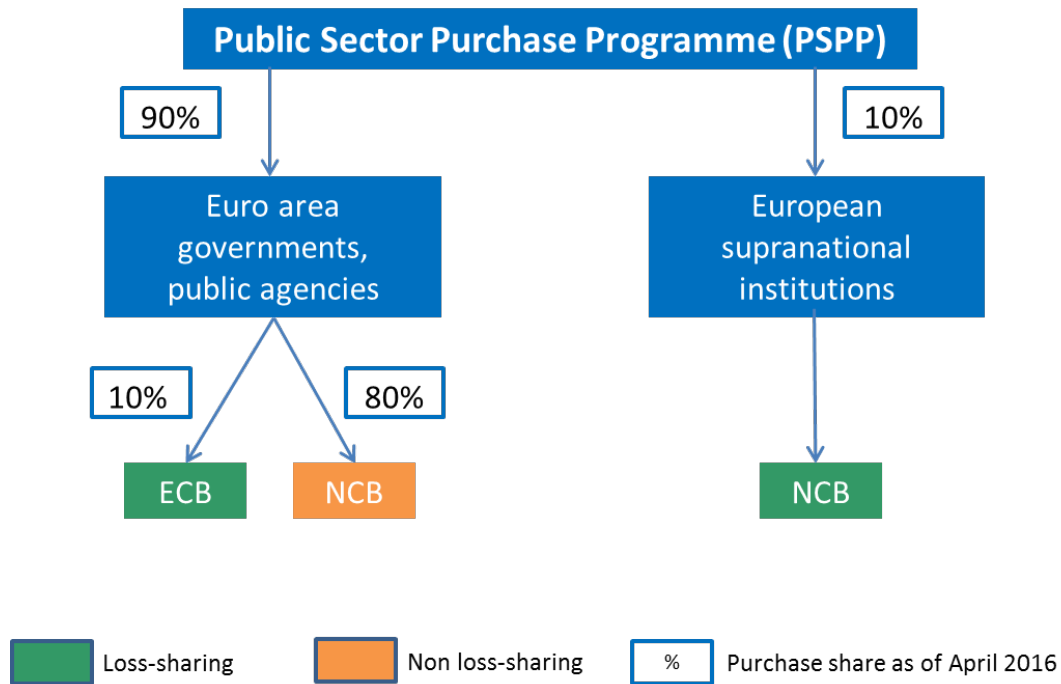 Public Sector Purchase Programme (PSPP)
90%
10%
Euro area
governments,
public agencies
European
supranational
institutions
10%
80%
ECB
NCB
NCB
Loss-sharing
Non loss-sharing
%
Purchase share as of April 2016